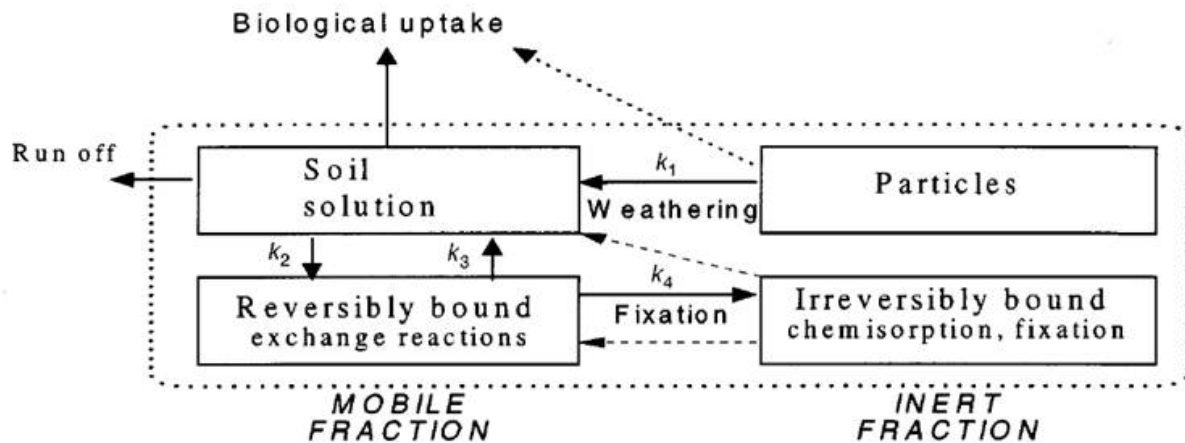 Biological uptake
Run off
Soil
solution
k1
Weathering
Particles
k2
k3
Reversibly bound
exchange reactions
k4
Fixation
Irreversibly bound
chemisorption, fixation
MOBILE
FRACTION
INERT
FRACTION